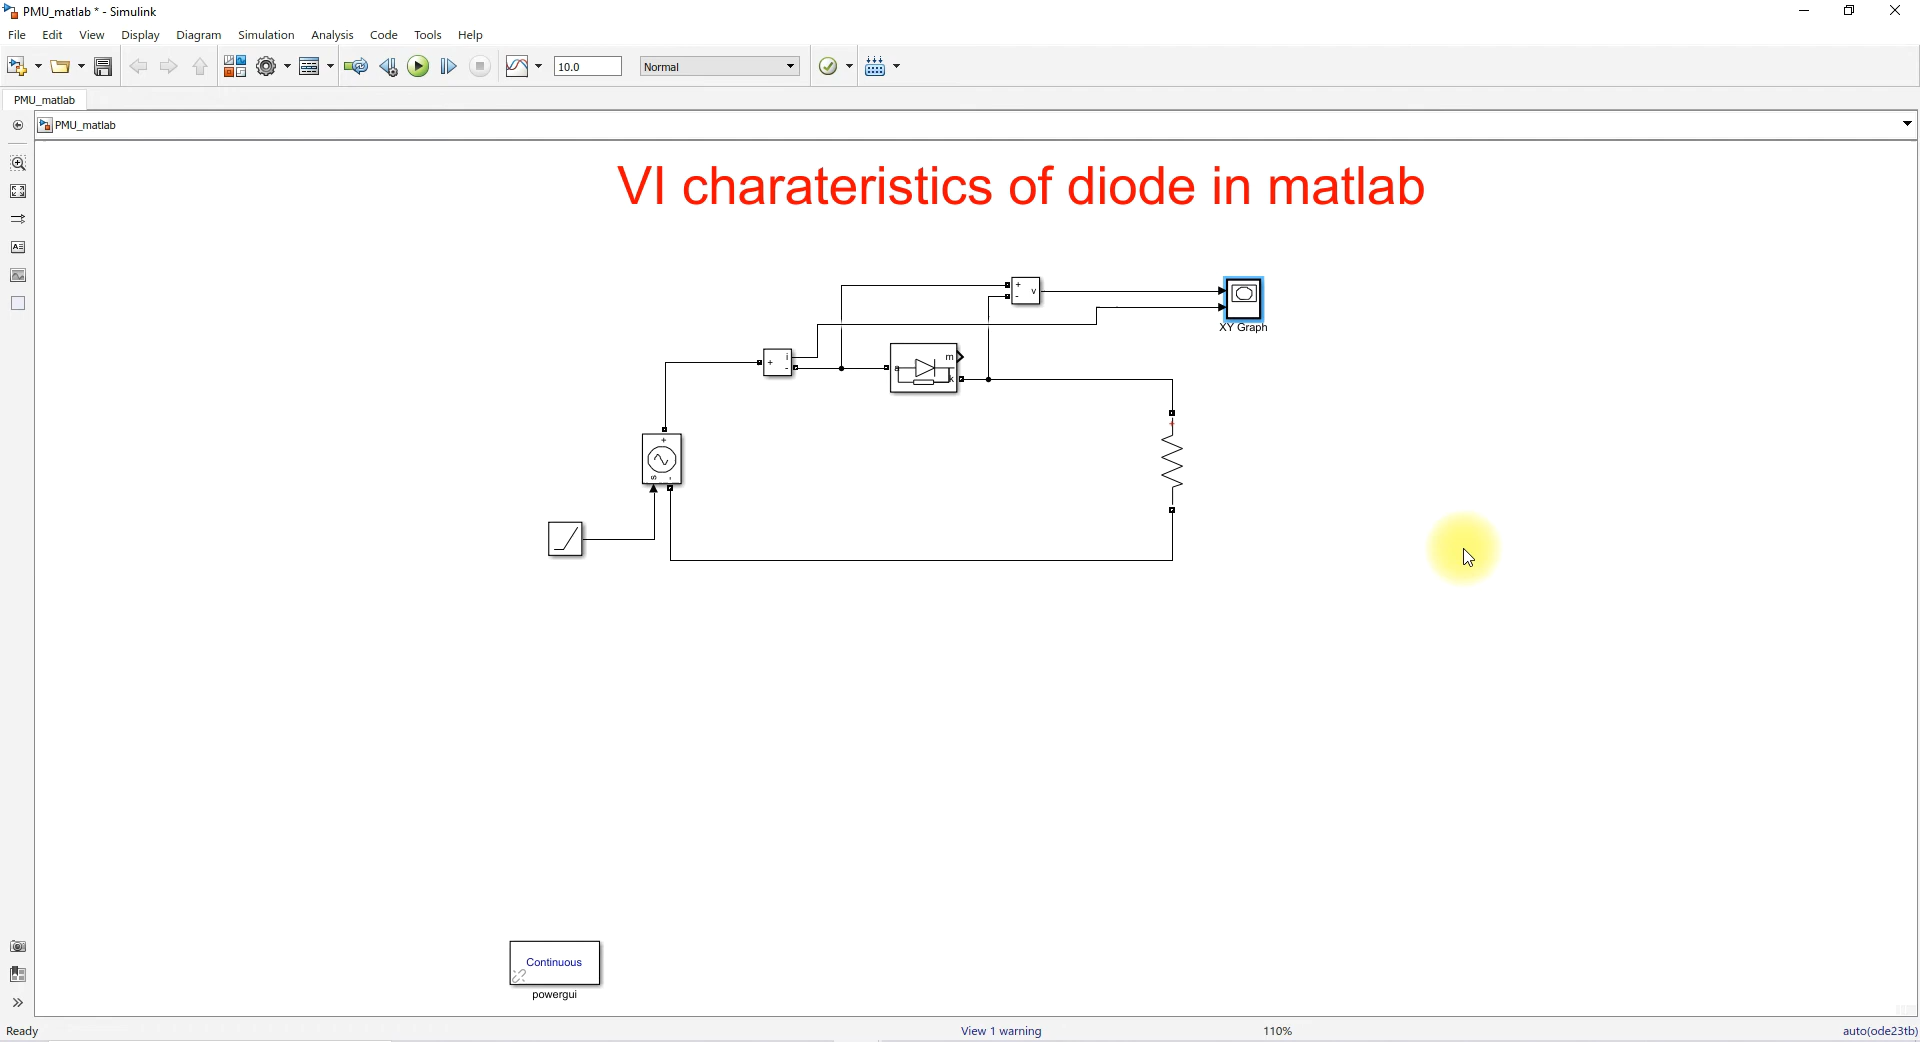 PMU_matlab * - Simulink
File Edit View Display Diagram Simulation Analysis Code Tools Help
10.0 Normal
PMU_matlab
PMU_matlab
VI charateristics of diode in matlab
+ v
-
XY Graph
+ i
-
a m
k
+
+
s -
Continuous
powergui
Ready View 1 warning 110% auto(ode23tb)